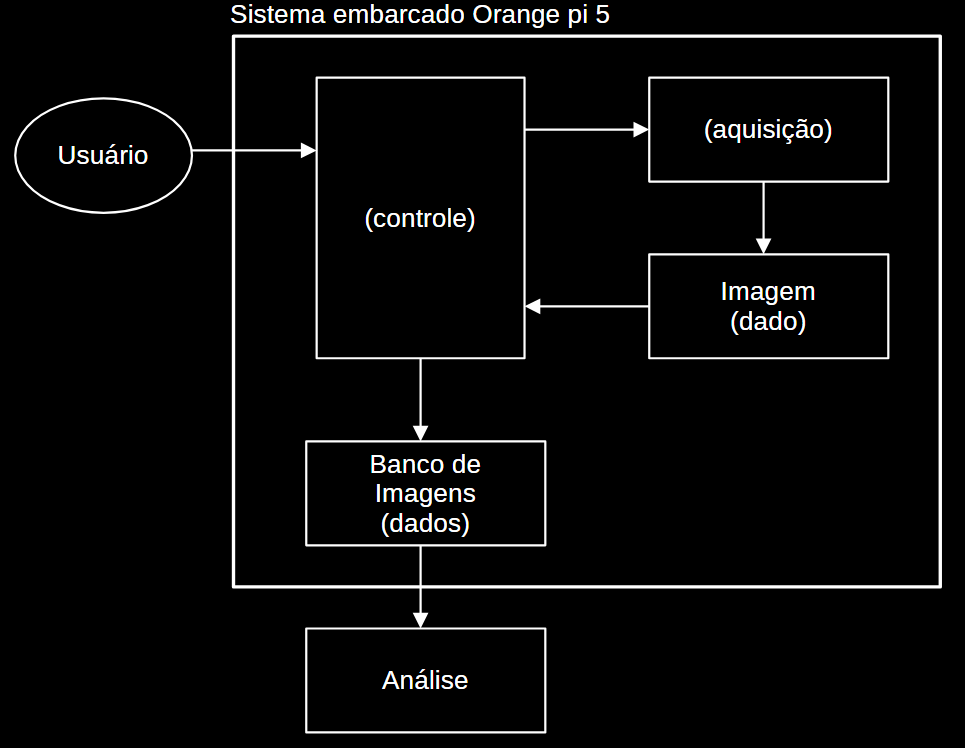 Sistema embarcado Orange pi 5
Usuário
(controle)
(aquisição)
Imagem
(dado)
Banco de
Imagens
(dados)
Análise